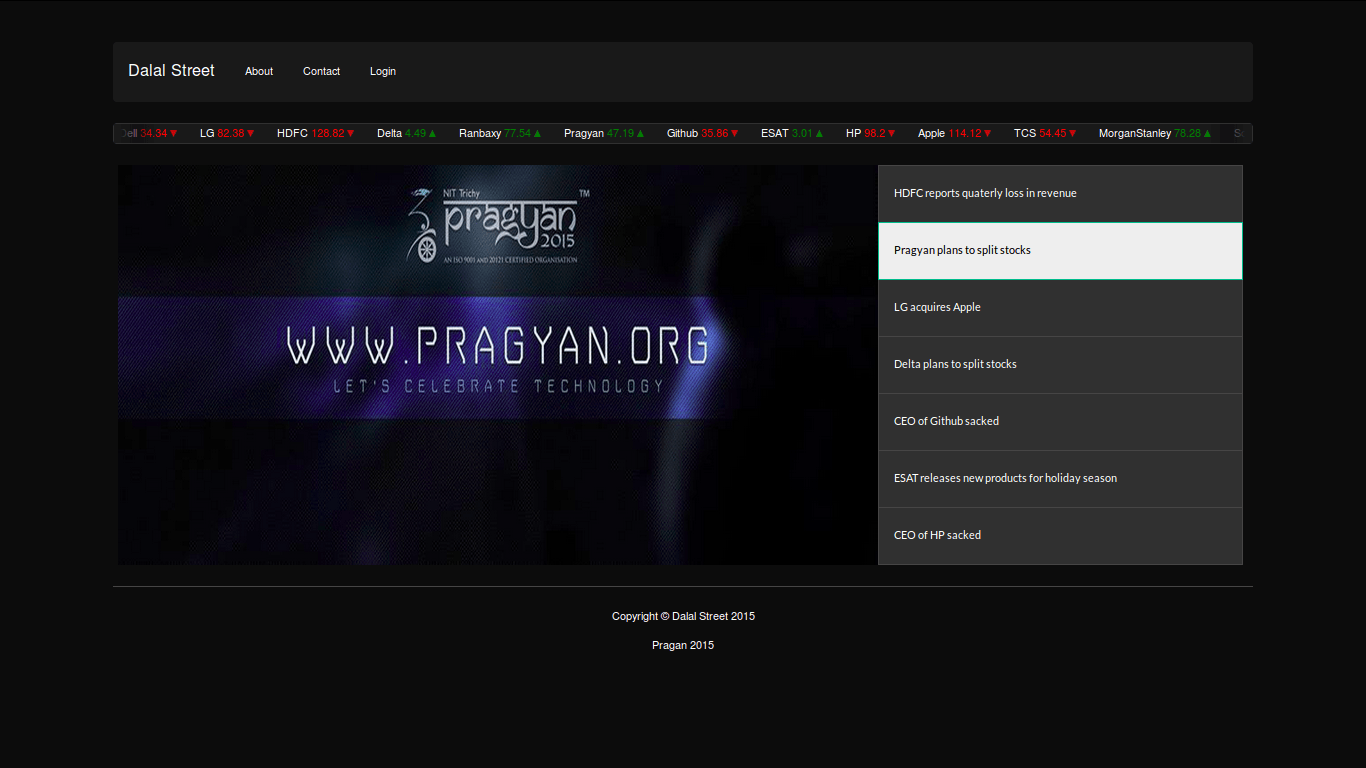 Dalal Street About Contact Login
Dell 34.34▼ LG 82.38▼ HDFC 128.82▼ Delta 4.49▲ Ranbaxy 77.54▲ Pragyan 47.19▲ Github 35.86▼ ESAT 3.01▲ HP 98.2▼ Apple 114.12▼ TCS 54.45▼ MorganStanley 78.28▲
NIT Trichy
pragyan TM
2015
AN ISO 9001 AND 20121 CERTIFIED ORGANISATION
WWW.PRAGYAN.ORG
LET'S CELEBRATE TECHNOLOGY
HDFC reports quaterly loss in revenue
Pragyan plans to split stocks
LG acquires Apple
Delta plans to split stocks
CEO of Github sacked
ESAT releases new products for holiday season
CEO of HP sacked
Copyright © Dalal Street 2015
Pragan 2015